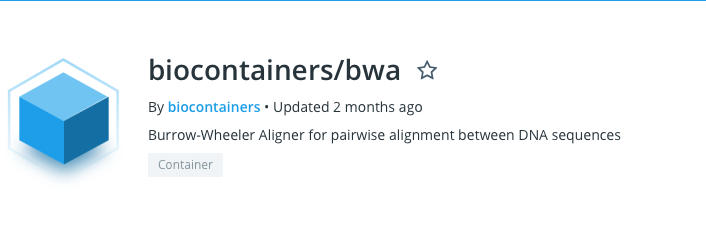 biocontainers/bwa
By biocontainers • Updated 2 months ago
Burrow-Wheeler Aligner for pairwise alignment between DNA sequences
Container